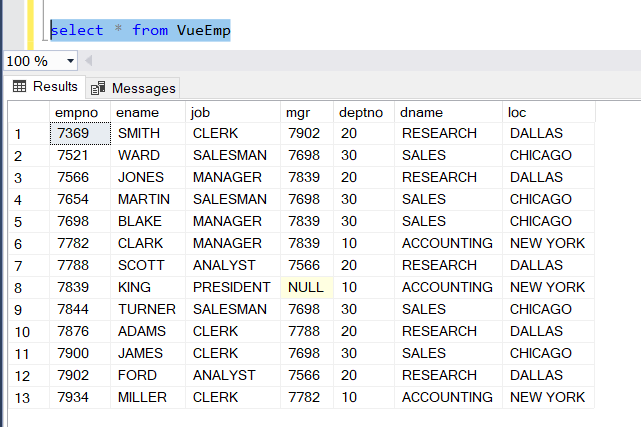 select * from VueEmp
100 %
Results Messages
empno ename job mgr deptno dname loc
1 7369 SMITH CLERK 7902 20 RESEARCH DALLAS
2 7521 WARD SALESMAN 7698 30 SALES CHICAGO
3 7566 JONES MANAGER 7839 20 RESEARCH DALLAS
4 7654 MARTIN SALESMAN 7698 30 SALES CHICAGO
5 7698 BLAKE MANAGER 7839 30 SALES CHICAGO
6 7782 CLARK MANAGER 7839 10 ACCOUNTING NEW YORK
7 7788 SCOTT ANALYST 7566 20 RESEARCH DALLAS
8 7839 KING PRESIDENT NULL 10 ACCOUNTING NEW YORK
9 7844 TURNER SALESMAN 7698 30 SALES CHICAGO
10 7876 ADAMS CLERK 7788 20 RESEARCH DALLAS
11 7900 JAMES CLERK 7698 30 SALES CHICAGO
12 7902 FORD ANALYST 7566 20 RESEARCH DALLAS
13 7934 MILLER CLERK 7782 10 ACCOUNTING NEW YORK